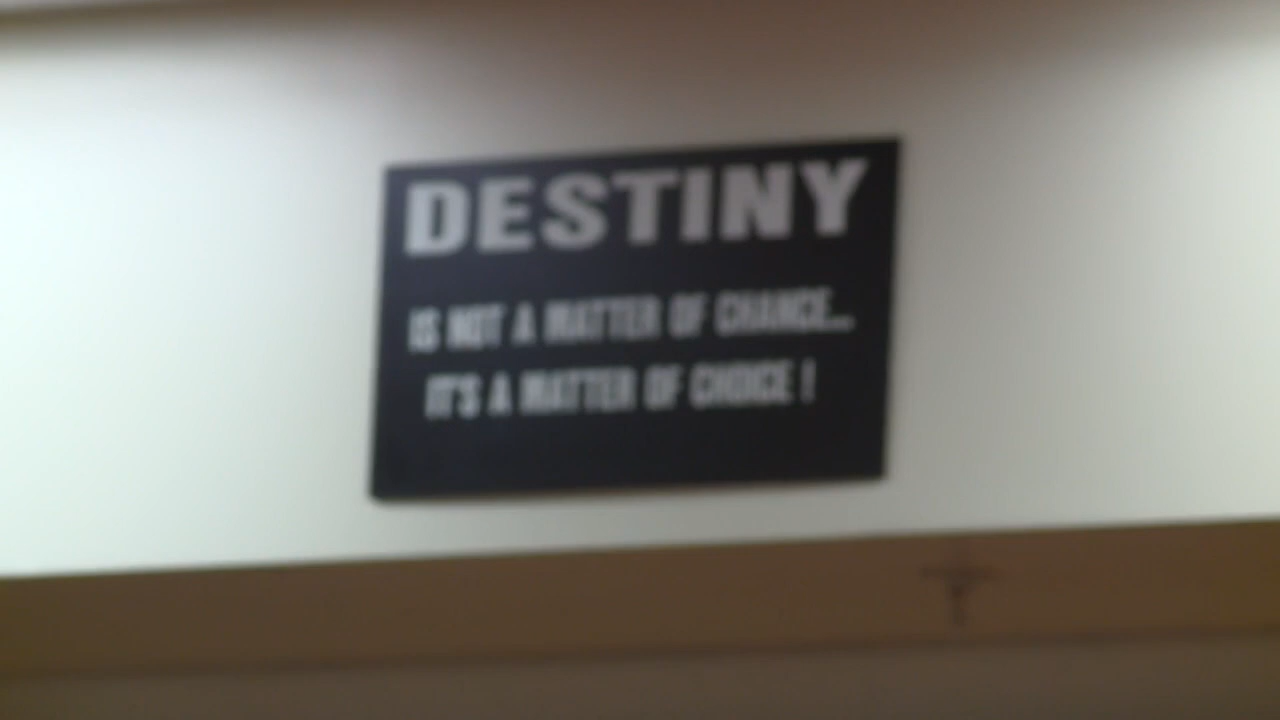 DESTINY
IS NOT A MATTER OF CHANCE...
IT'S A MATTER OF CHOICE !